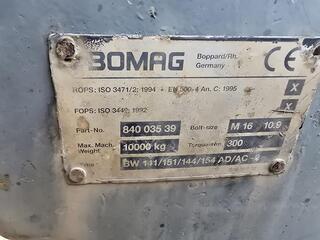 BOMAG Boppard/Rh. Germany CE
ROPS: ISO 3471/2; 1994 + EN 500-4 An. C: 1995 X
FOPS: ISO 3449, 1992 X
Part-No. 840 035 39 Bolt-size M 16 10.9
Max. Mach. Weight 10000 kg Torque 300
BW 141/151/144/154 AD/AC